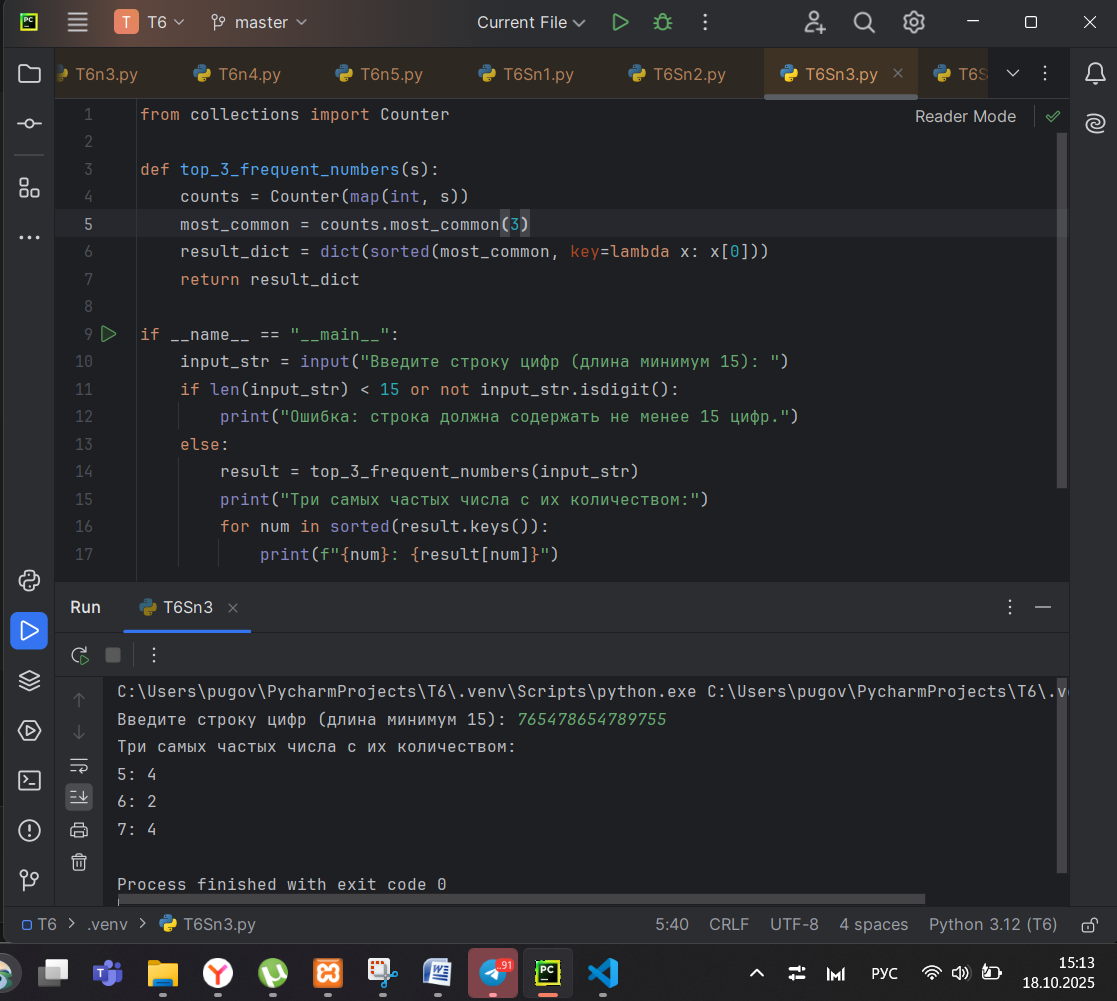 PC T T6 master Current File
T6n3.py T6n4.py T6n5.py T6Sn1.py T6Sn2.py T6Sn3.py T6S
Reader Mode
1 from collections import Counter
2
3 def top_3_frequent_numbers(s):
4 counts = Counter(map(int, s))
5 most_common = counts.most_common(3)
6 result_dict = dict(sorted(most_common, key=lambda x: x[0]))
7 return result_dict
8
9 if __name__ == "__main__":
10 input_str = input("Введите строку цифр (длина минимум 15): ")
11 if len(input_str) < 15 or not input_str.isdigit():
12 print("Ошибка: строка должна содержать не менее 15 цифр.")
13 else:
14 result = top_3_frequent_numbers(input_str)
15 print("Три самых частых числа с их количеством:")
16 for num in sorted(result.keys()):
17 print(f"{num}: {result[num]}")
Run T6Sn3
C:\Users\pugov\PycharmProjects\T6\.venv\Scripts\python.exe C:\Users\pugov\PycharmProjects\T6\.v
Введите строку цифр (длина минимум 15): 765478654789755
Три самых частых числа с их количеством:
5: 4
6: 2
7: 4
Process finished with exit code 0
T6 > .venv > T6Sn3.py 5:40 CRLF UTF-8 4 spaces Python 3.12 (T6)
РУС 15:13
18.10.2025